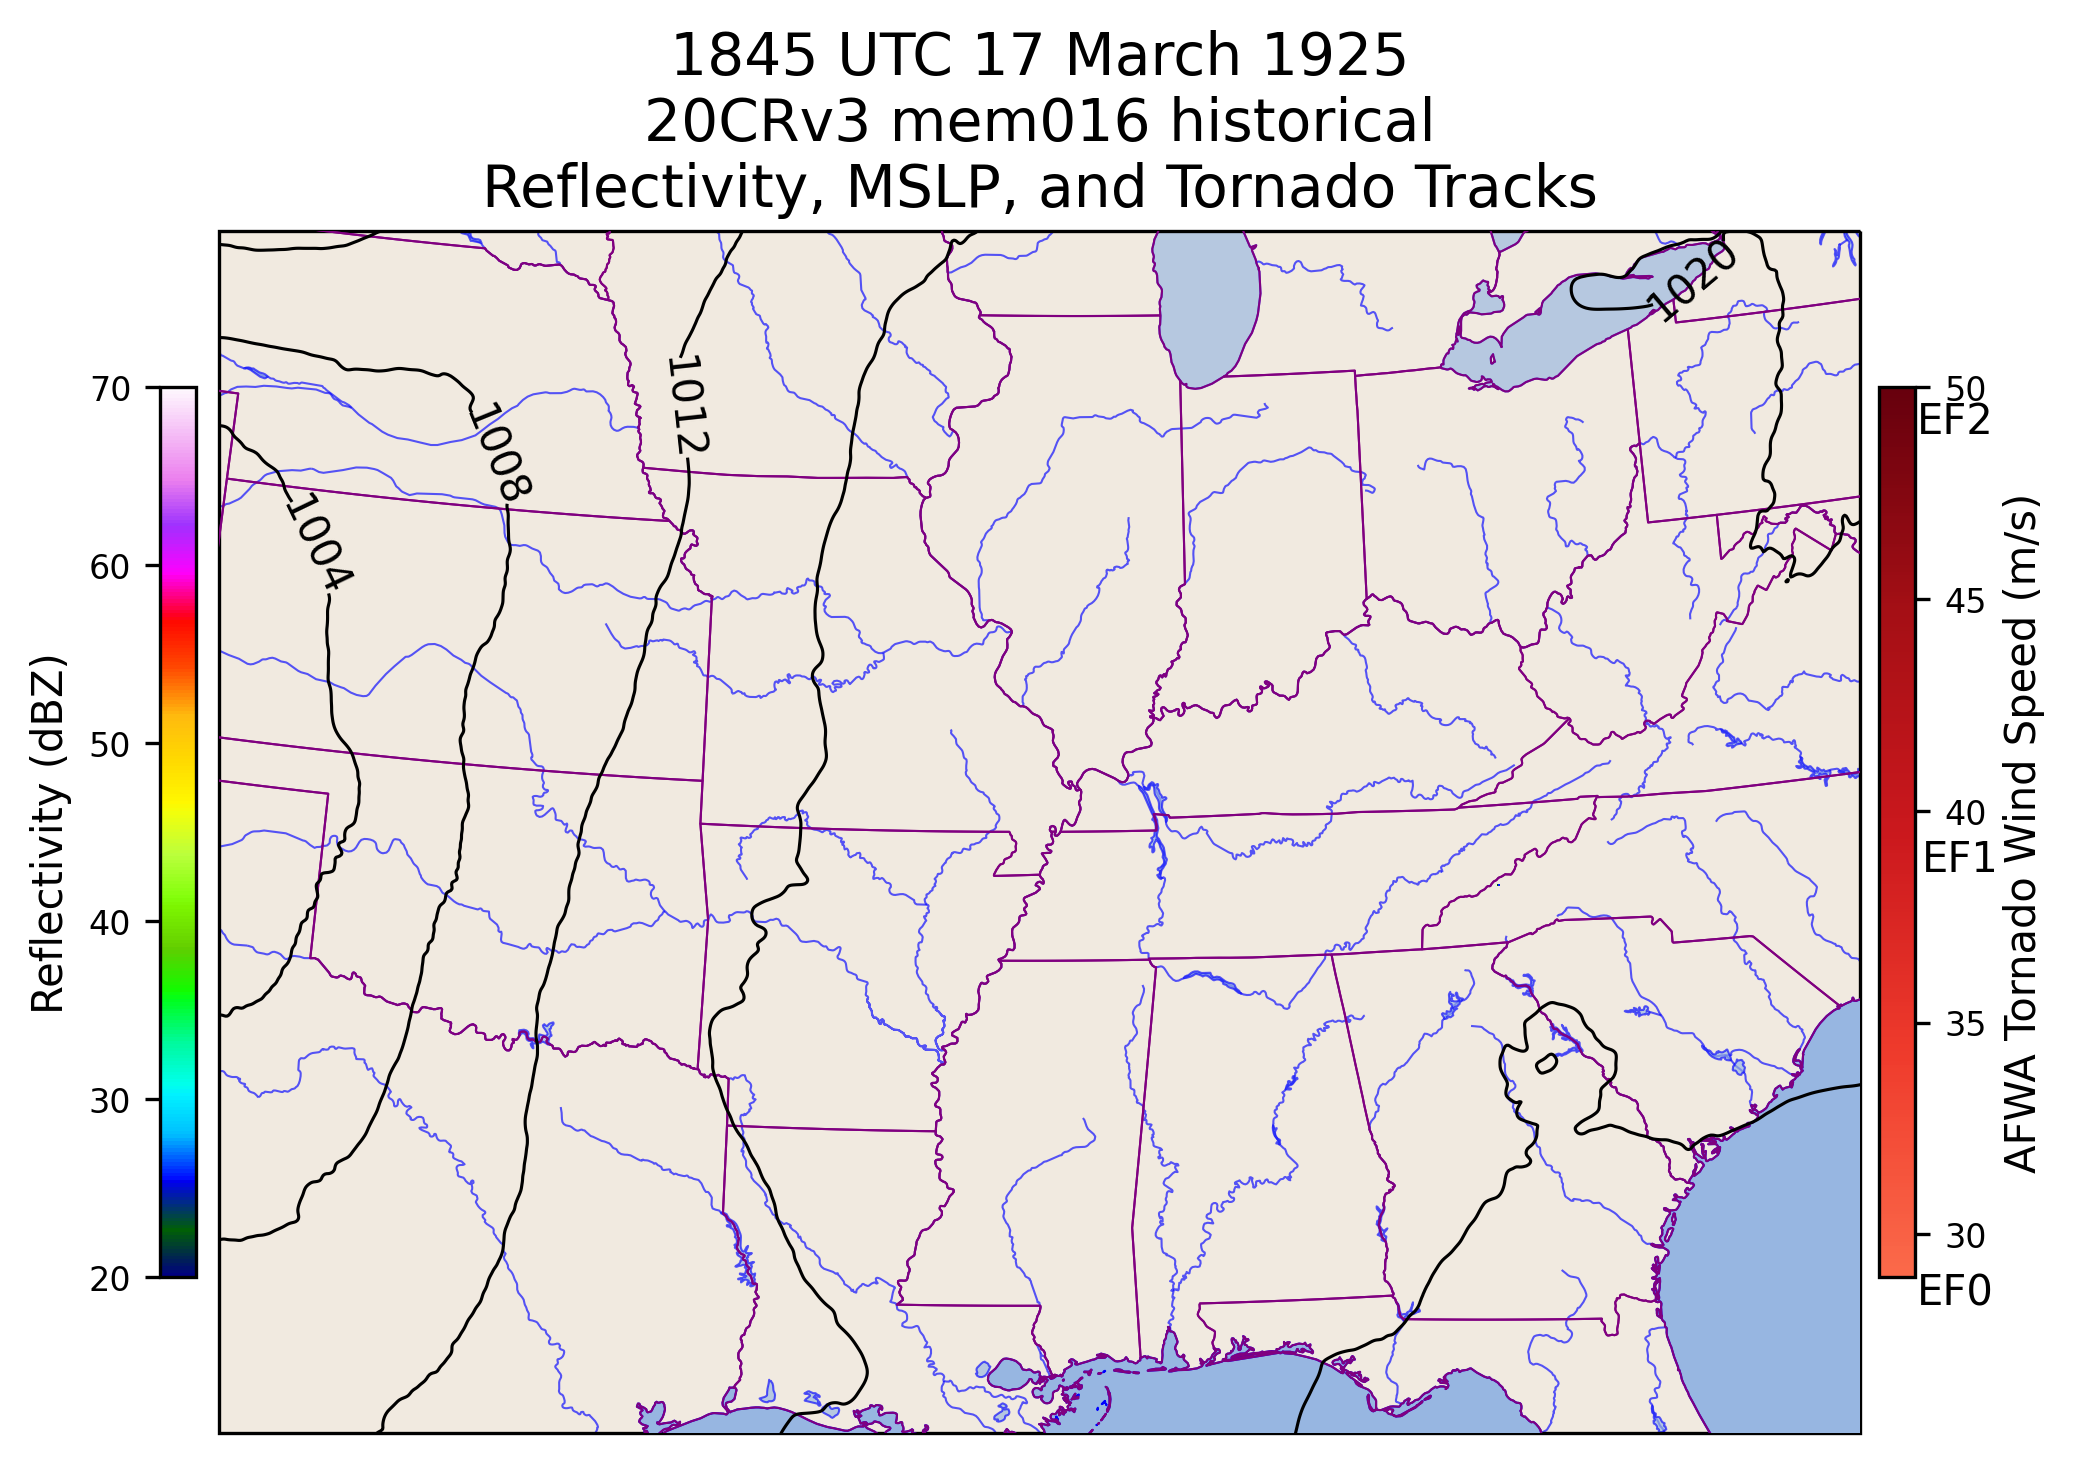 1845 UTC 17 March 1925
20CRv3 mem016 historical
Reflectivity, MSLP, and Tornado Tracks
1020
1012
1008
1004
70
60
50
40
30
20
Reflectivity (dBZ)
50
EF2
45
40
EF1
35
30
EF0
AFWA Tornado Wind Speed (m/s)